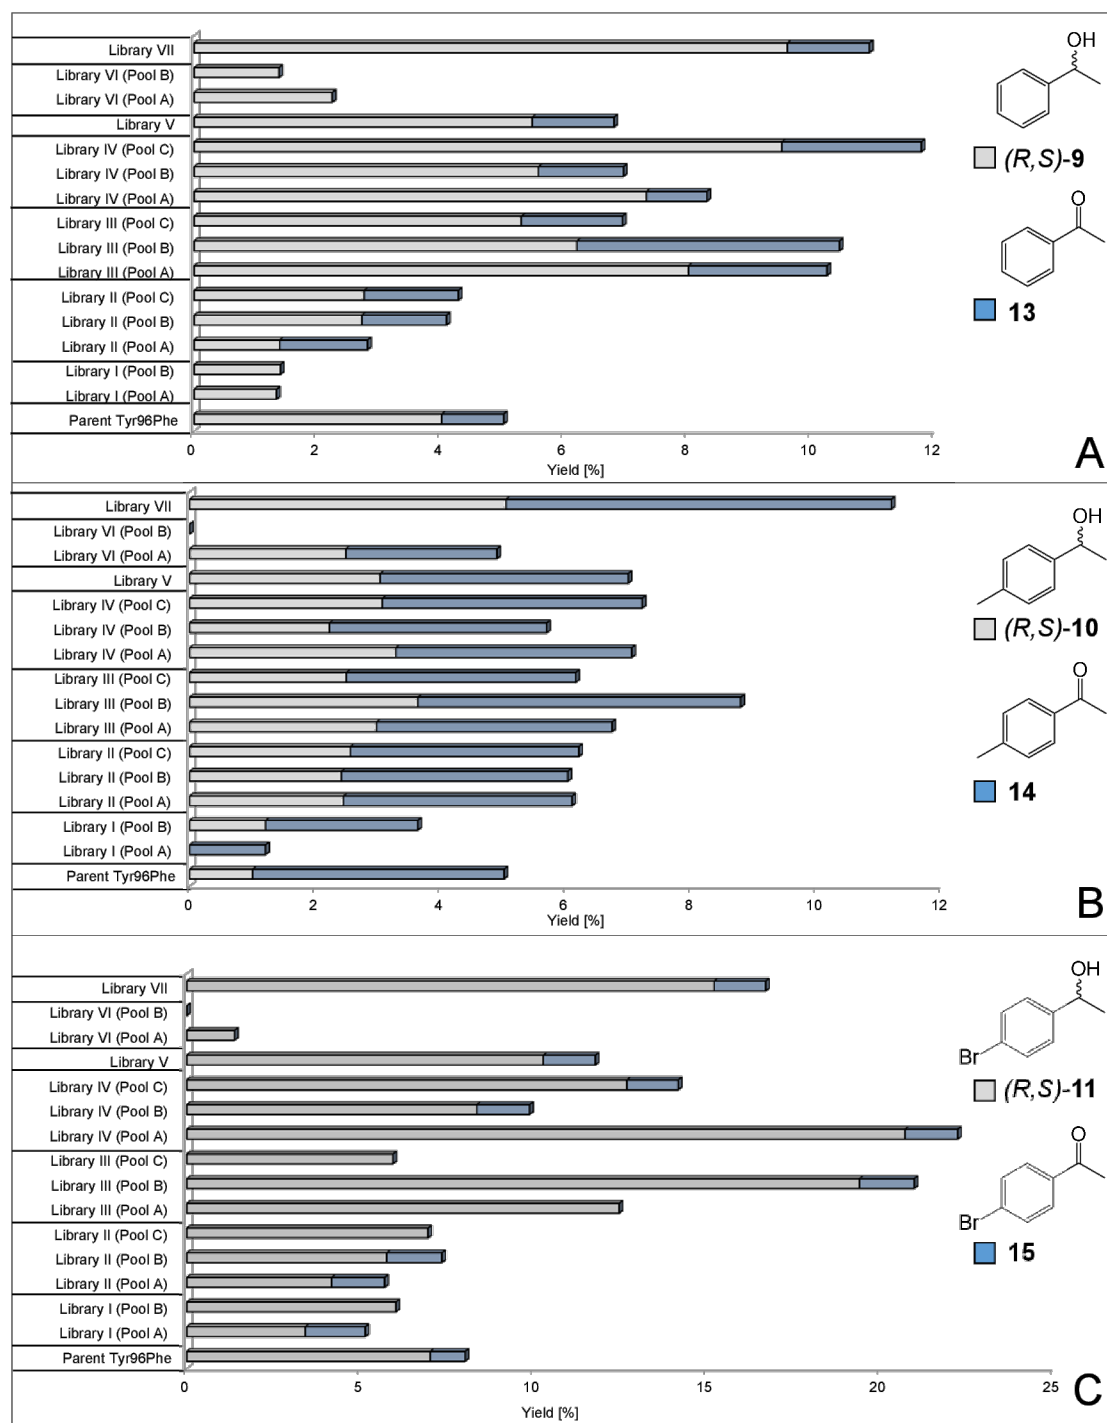 Library VII
Library VI (Pool B)
Library VI (Pool A)
Library V
Library IV (Pool C)
Library IV (Pool B)
Library IV (Pool A)
Library III (Pool C)
Library III (Pool B)
Library III (Pool A)
Library II (Pool C)
Library II (Pool B)
Library II (Pool A)
Library I (Pool B)
Library I (Pool A)
Parent Tyr96Phe
0 2 4 6 8 10 12
Yield [%]
OH
(R,S)-9
O
13
A
Library VII
Library VI (Pool B)
Library VI (Pool A)
Library V
Library IV (Pool C)
Library IV (Pool B)
Library IV (Pool A)
Library III (Pool C)
Library III (Pool B)
Library III (Pool A)
Library II (Pool C)
Library II (Pool B)
Library II (Pool A)
Library I (Pool B)
Library I (Pool A)
Parent Tyr96Phe
0 2 4 6 8 10 12
Yield [%]
OH
(R,S)-10
O
14
B
Library VII
Library VI (Pool B)
Library VI (Pool A)
Library V
Library IV (Pool C)
Library IV (Pool B)
Library IV (Pool A)
Library III (Pool C)
Library III (Pool B)
Library III (Pool A)
Library II (Pool C)
Library II (Pool B)
Library II (Pool A)
Library I (Pool B)
Library I (Pool A)
Parent Tyr96Phe
0 5 10 15 20 25
Yield [%]
OH
Br
(R,S)-11
O
Br
15
C